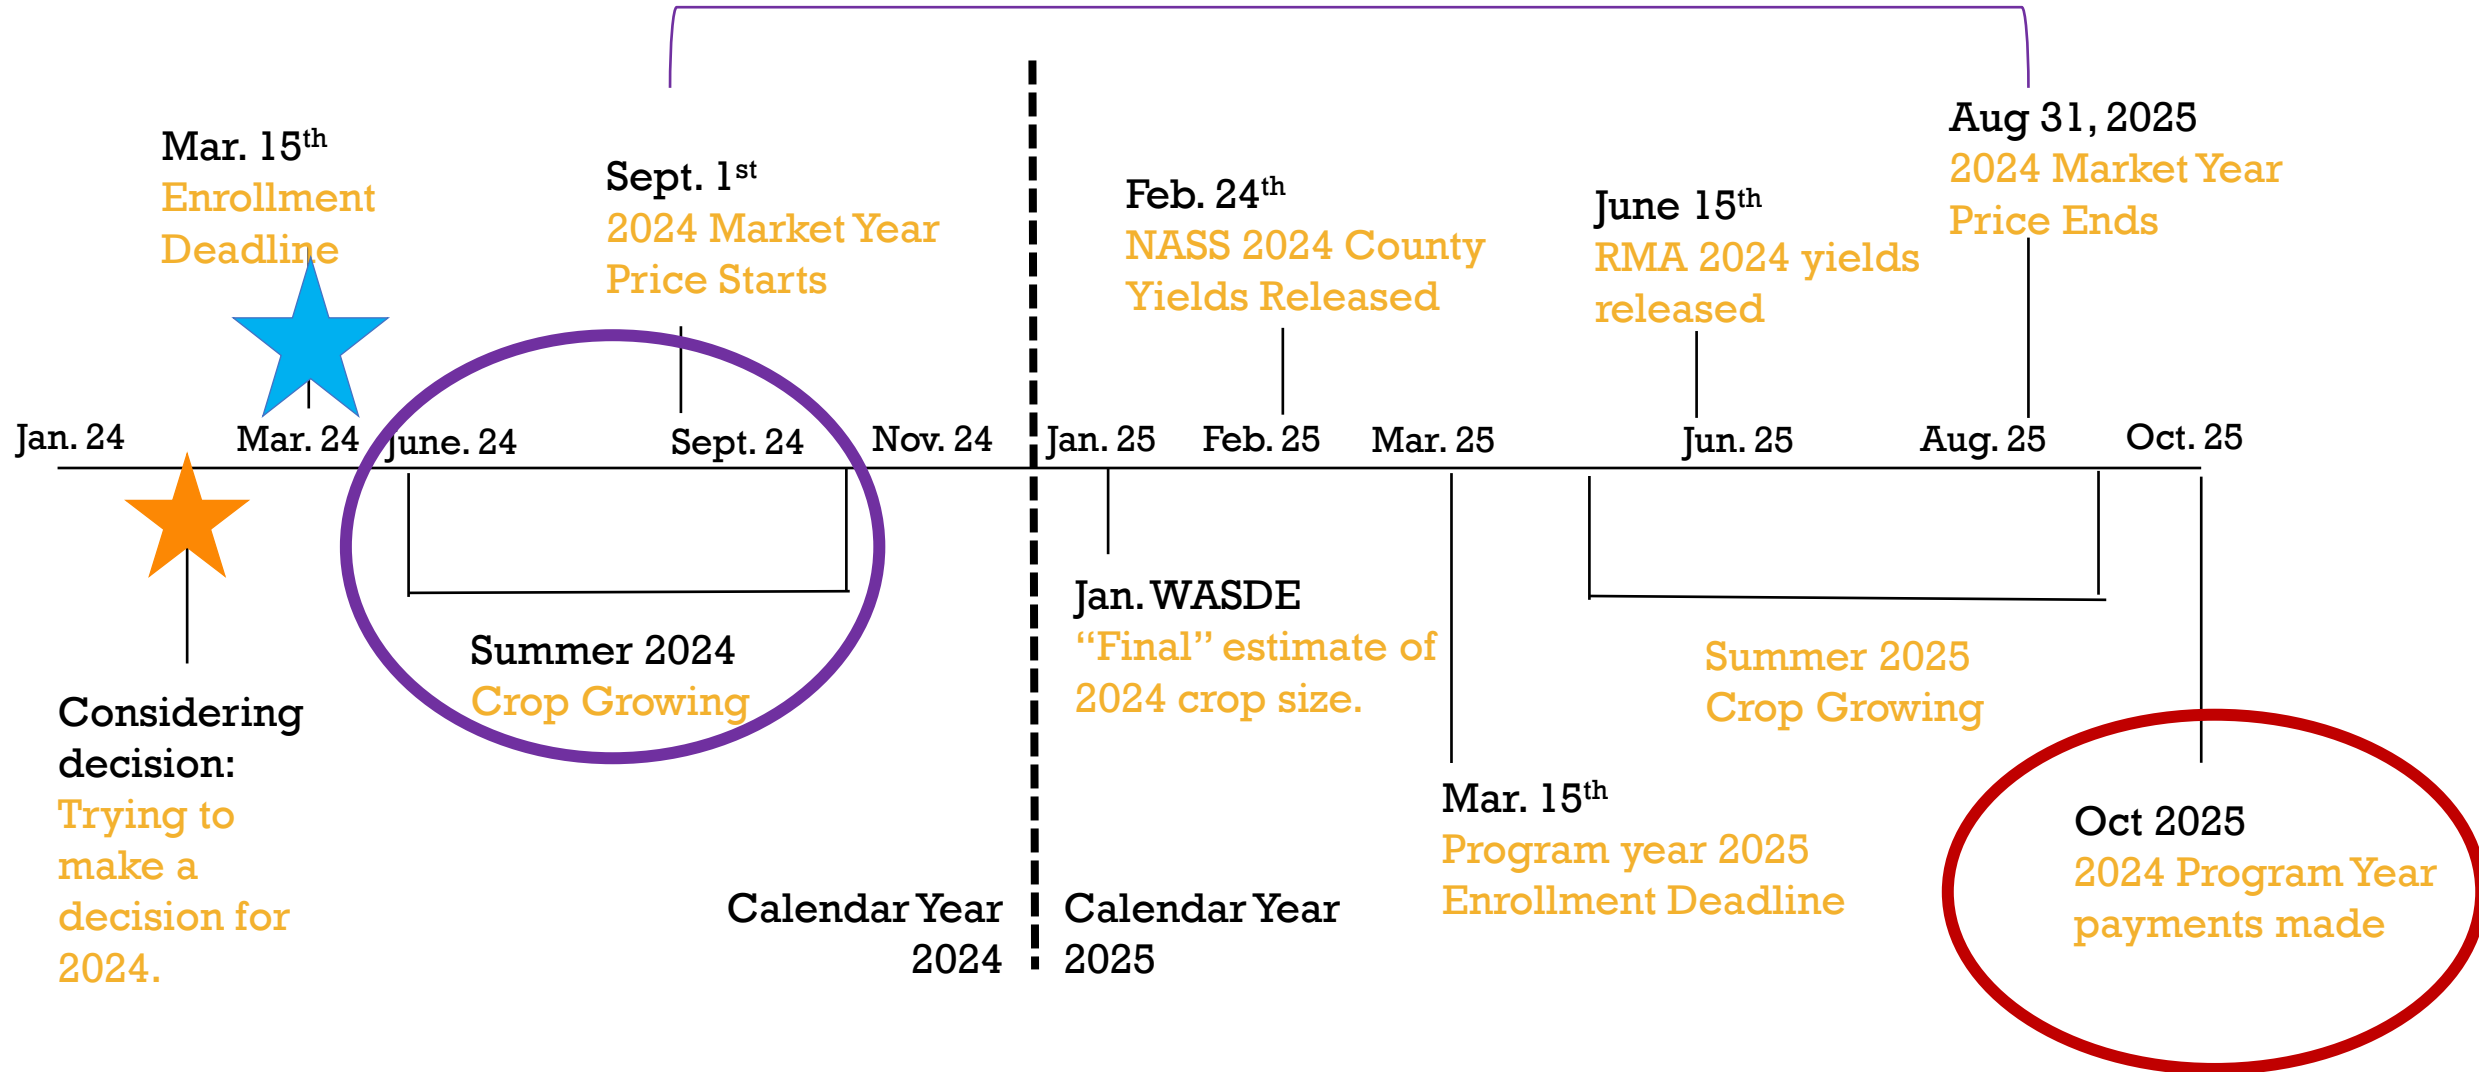 Mar. 15th
Enrollment
Deadline
Sept. 1st
2024 Market Year
Price Starts
Feb. 24th
NASS 2024 County
Yields Released
June 15th
RMA 2024 yields
released
Aug 31, 2025
2024 Market Year
Price Ends
Jan. 24
Mar. 24
June. 24
Sept. 24
Nov. 24
Jan. 25
Feb. 25
Mar. 25
Jun. 25
Aug. 25
Oct. 25
Considering
decision:
Trying to
make a
decision for
2024.
Summer 2024
Crop Growing
Jan. WASDE
“Final” estimate of
2024 crop size.
Mar. 15th
Program year 2025
Enrollment Deadline
Summer 2025
Crop Growing
Oct 2025
2024 Program Year
payments made
Calendar Year
2024
Calendar Year
2025